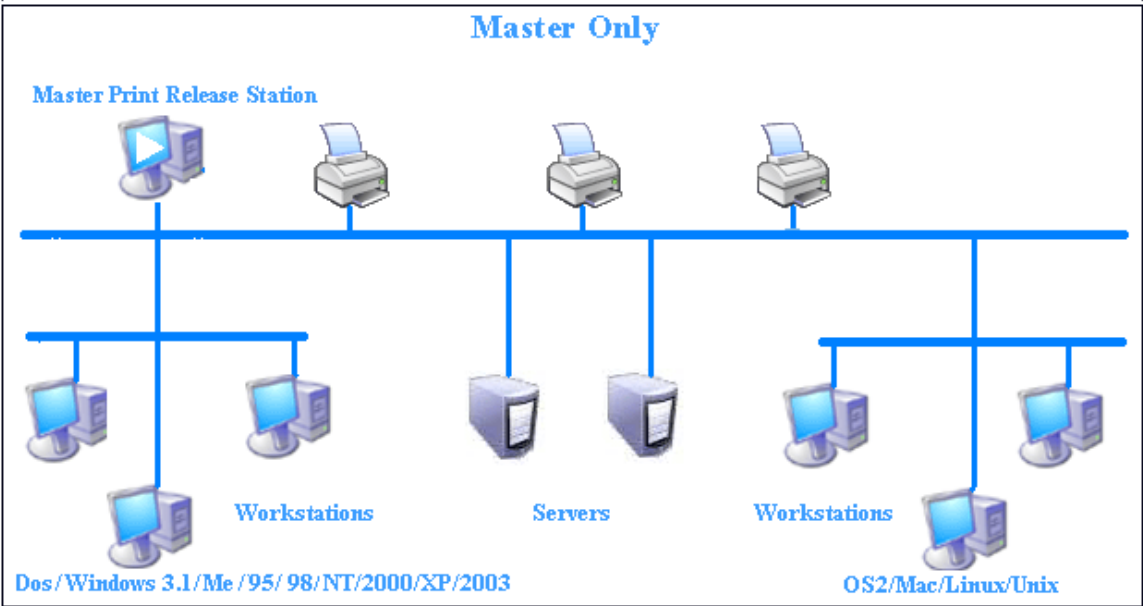 Master Only
Master Print Release Station
Workstations
Servers
Workstations
Dos/Windows 3.1/Me/95/98/NT/2000/XP/2003
OS2/Mac/Linux/Unix